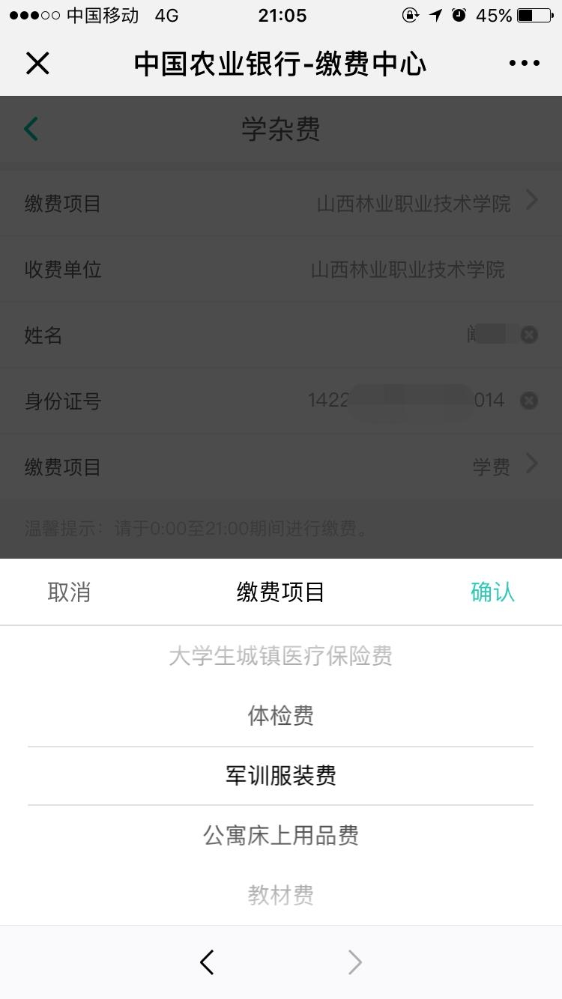 中国移动 4G 21:05 45%
中国农业银行-缴费中心
学杂费
缴费项目 山西林业职业技术学院
收费单位 山西林业职业技术学院
姓名
身份证号 1422 014
缴费项目 学费
温馨提示：请于0:00至21:00期间进行缴费。
取消 缴费项目 确认
大学生城镇医疗保险费
体检费
军训服装费
公寓床上用品费
教材费